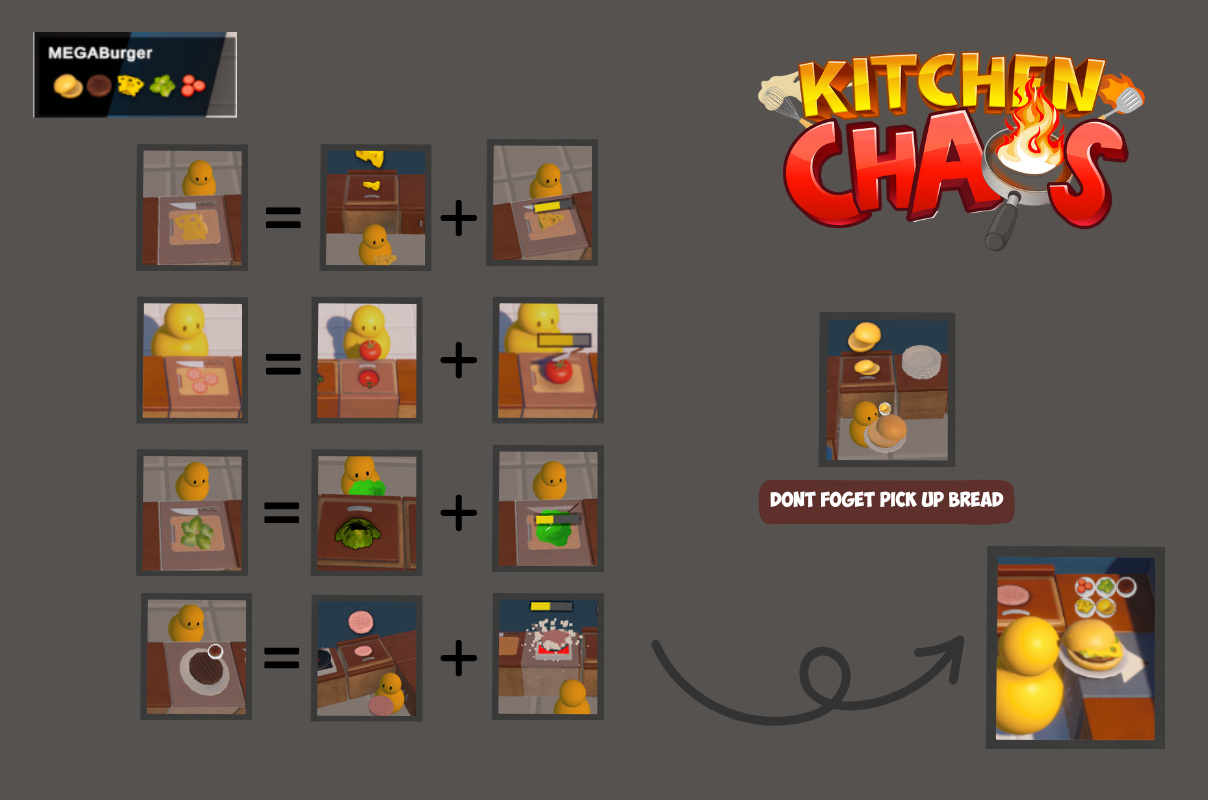 MEGABurger
KITCHEN
CHAOS
=
+
=
+
=
+
=
+
DONT FOGET PICK UP BREAD